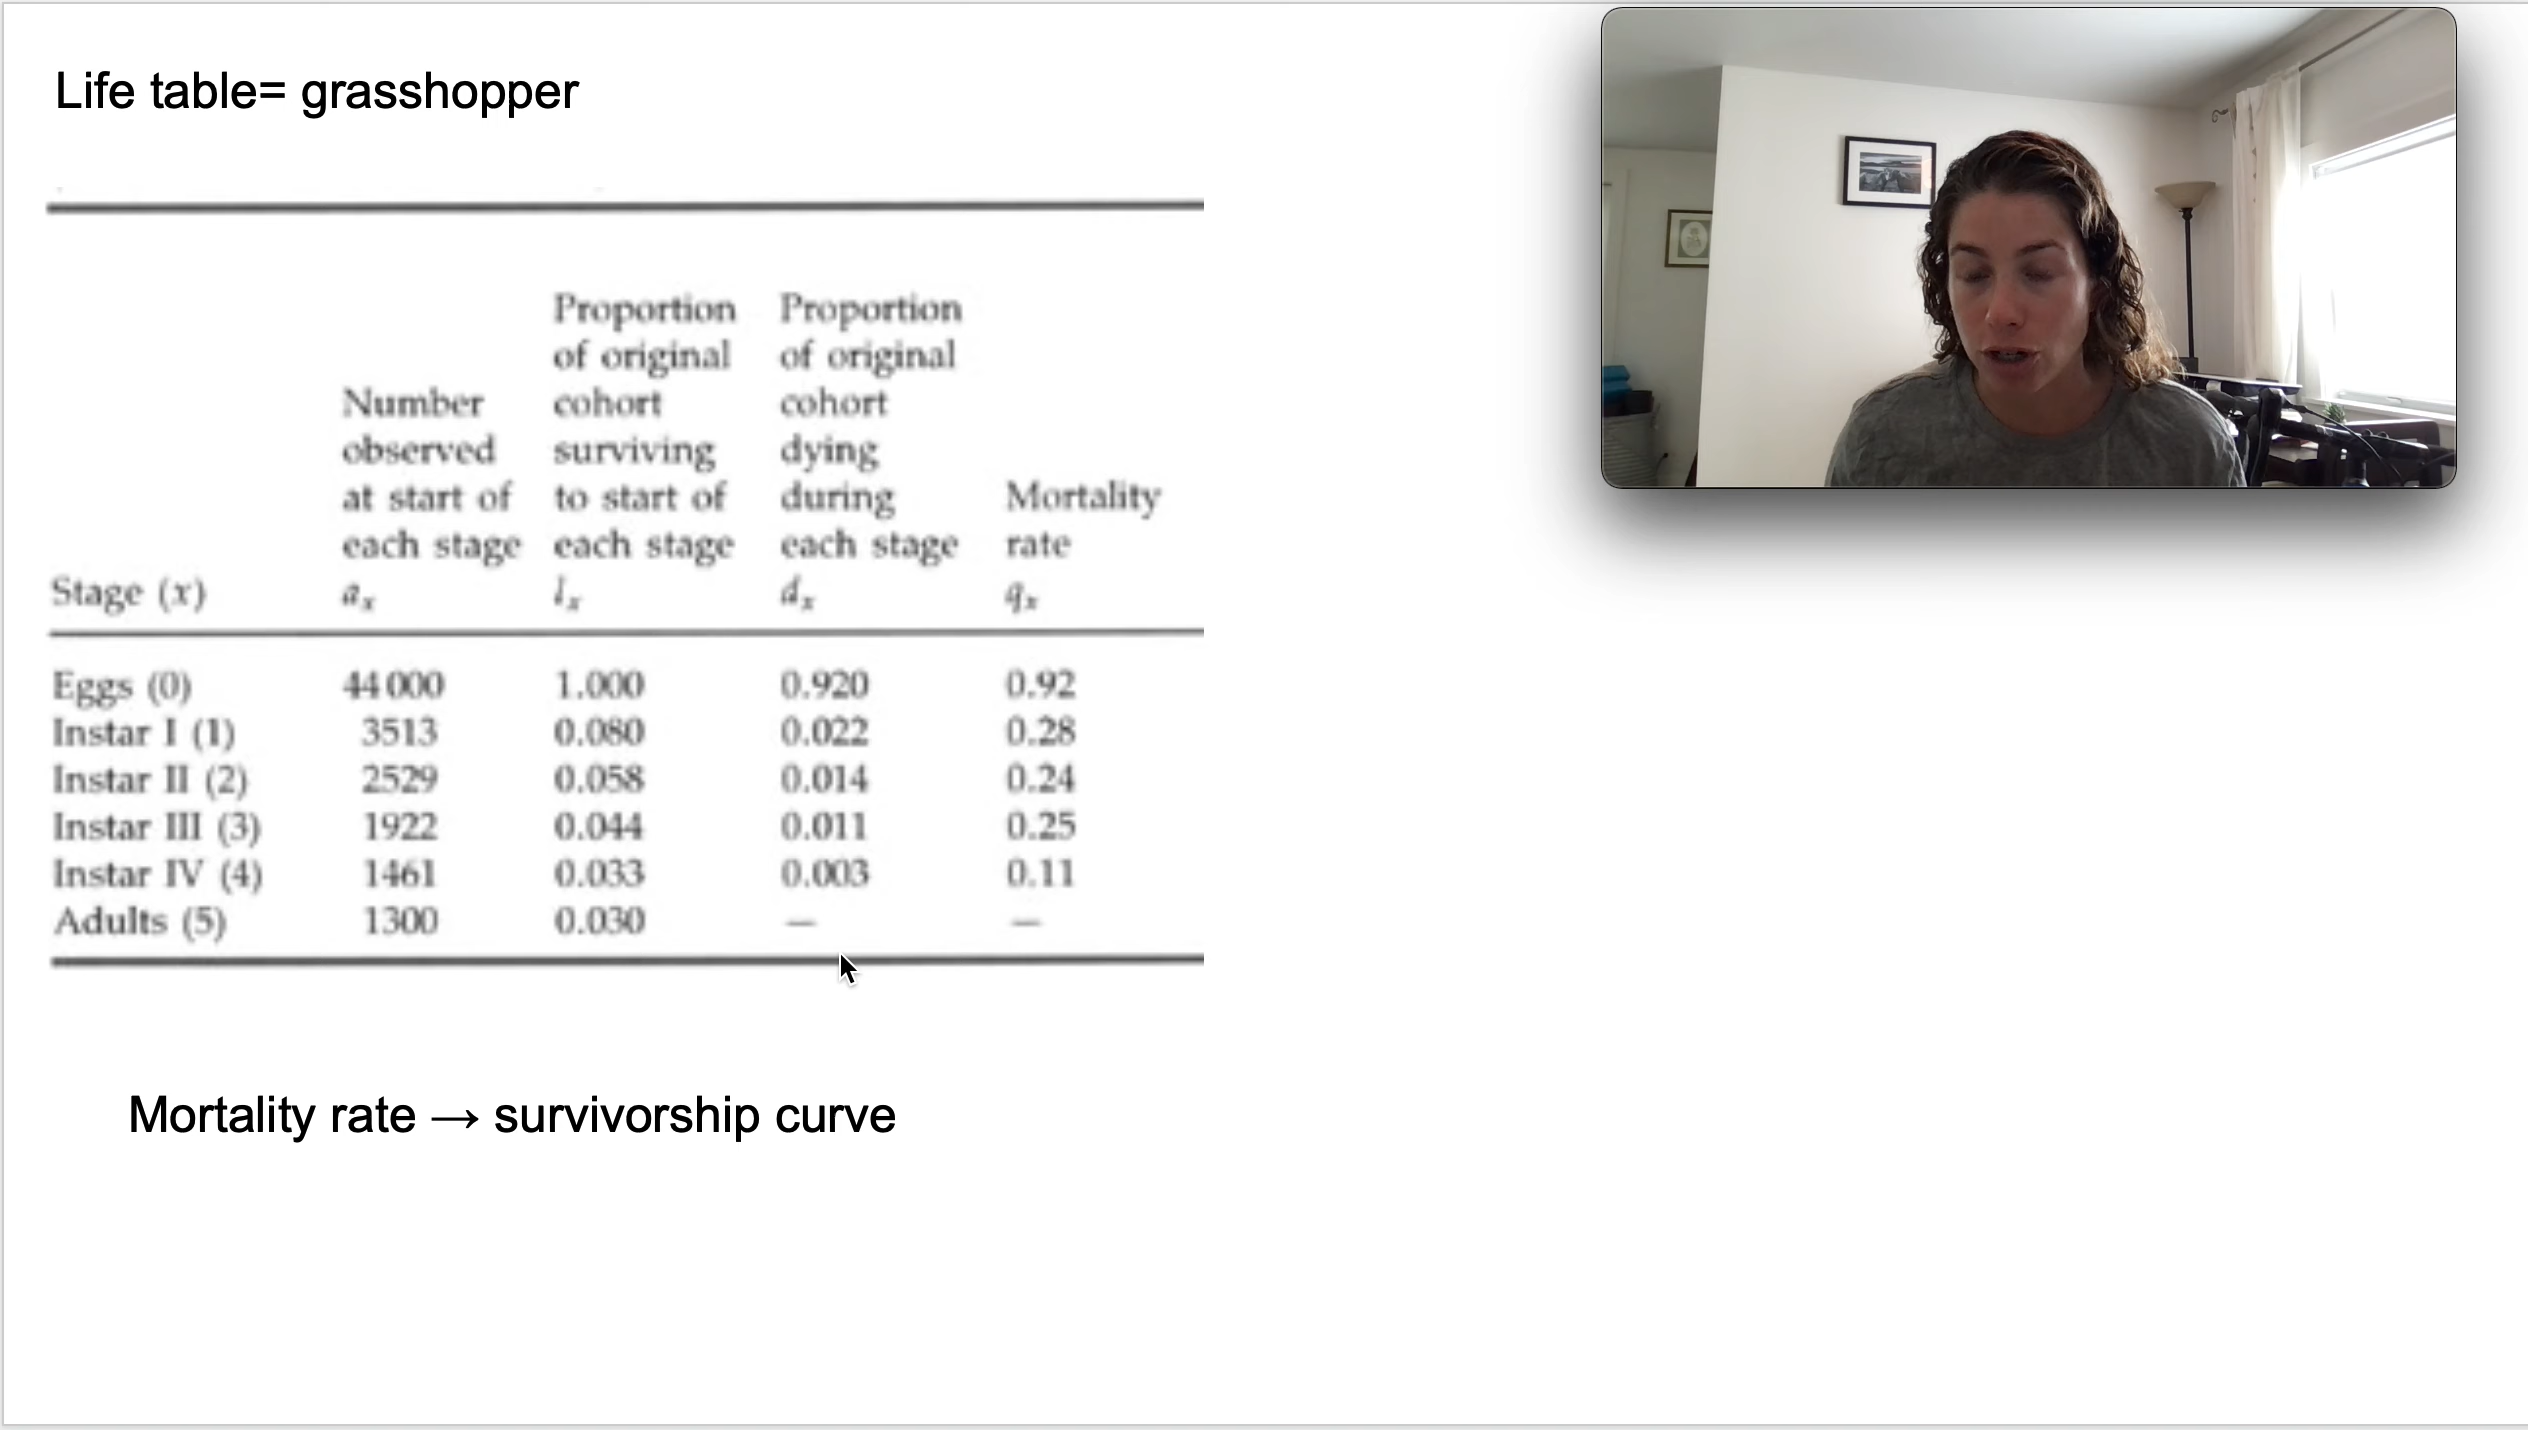 Life table= grasshopper
Proportion Proportion
of original of original
Number cohort cohort
observed surviving dying
at start of to start of during Mortality
each stage each stage each stage rate
Stage (x) aₓ lₓ dₓ qₓ
Eggs (0) 44000 1.000 0.920 0.92
Instar I (1) 3513 0.080 0.022 0.28
Instar II (2) 2529 0.058 0.014 0.24
Instar III (3) 1922 0.044 0.011 0.25
Instar IV (4) 1461 0.033 0.003 0.11
Adults (5) 1300 0.030 — —
Mortality rate → survivorship curve